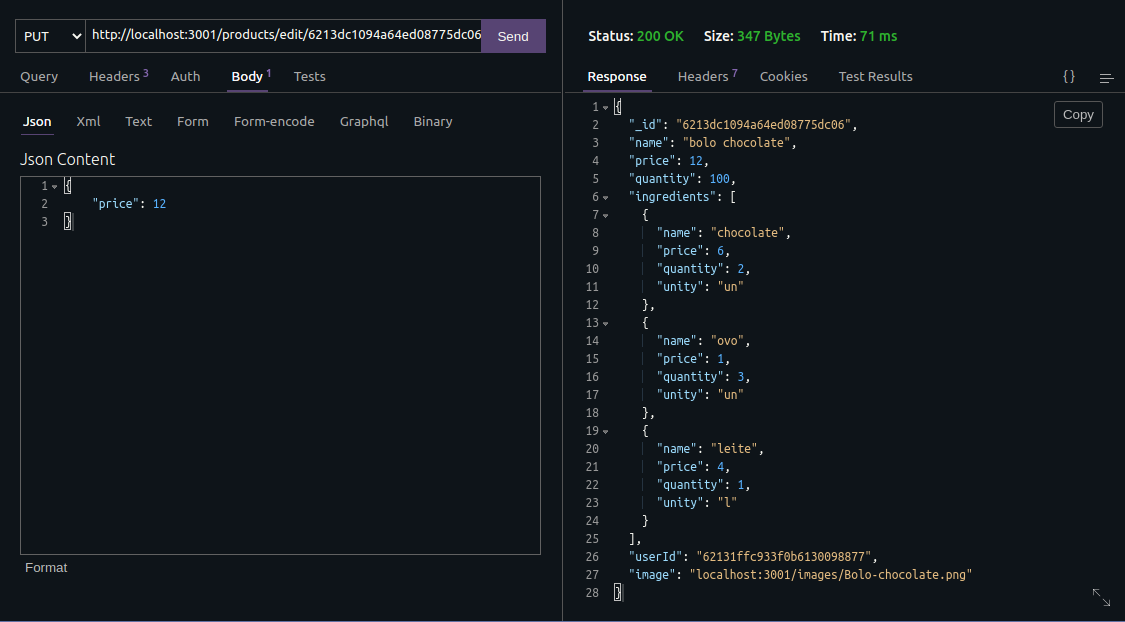 PUT http://localhost:3001/products/edit/6213dc1094a64ed08775dc06 Send
Query Headers 3 Auth Body 1 Tests
Json Xml Text Form Form-encode Graphql Binary
Json Content
1 {
2 "price": 12
3 }
Format
Status: 200 OK Size: 347 Bytes Time: 71 ms
Response Headers 7 Cookies Test Results {}
Copy
1 {
2 "_id": "6213dc1094a64ed08775dc06",
3 "name": "bolo chocolate",
4 "price": 12,
5 "quantity": 100,
6 "ingredients": [
7 {
8 "name": "chocolate",
9 "price": 6,
10 "quantity": 2,
11 "unity": "un"
12 },
13 {
14 "name": "ovo",
15 "price": 1,
16 "quantity": 3,
17 "unity": "un"
18 },
19 {
20 "name": "leite",
21 "price": 4,
22 "quantity": 1,
23 "unity": "l"
24 }
25 ],
26 "userId": "62131ffc933f0b6130098877",
27 "image": "localhost:3001/images/Bolo-chocolate.png"
28 }